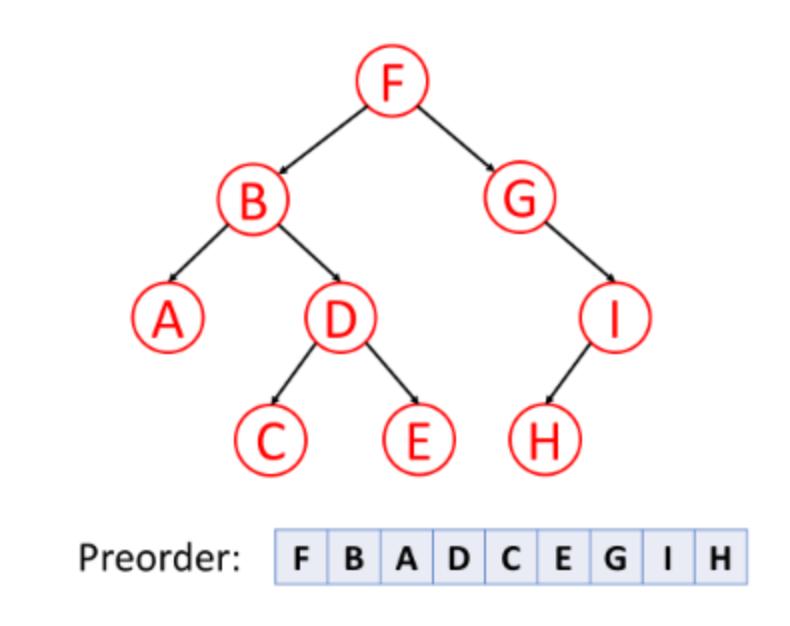 F
B G
A D I
C E H
Preorder: F B A D C E G I H